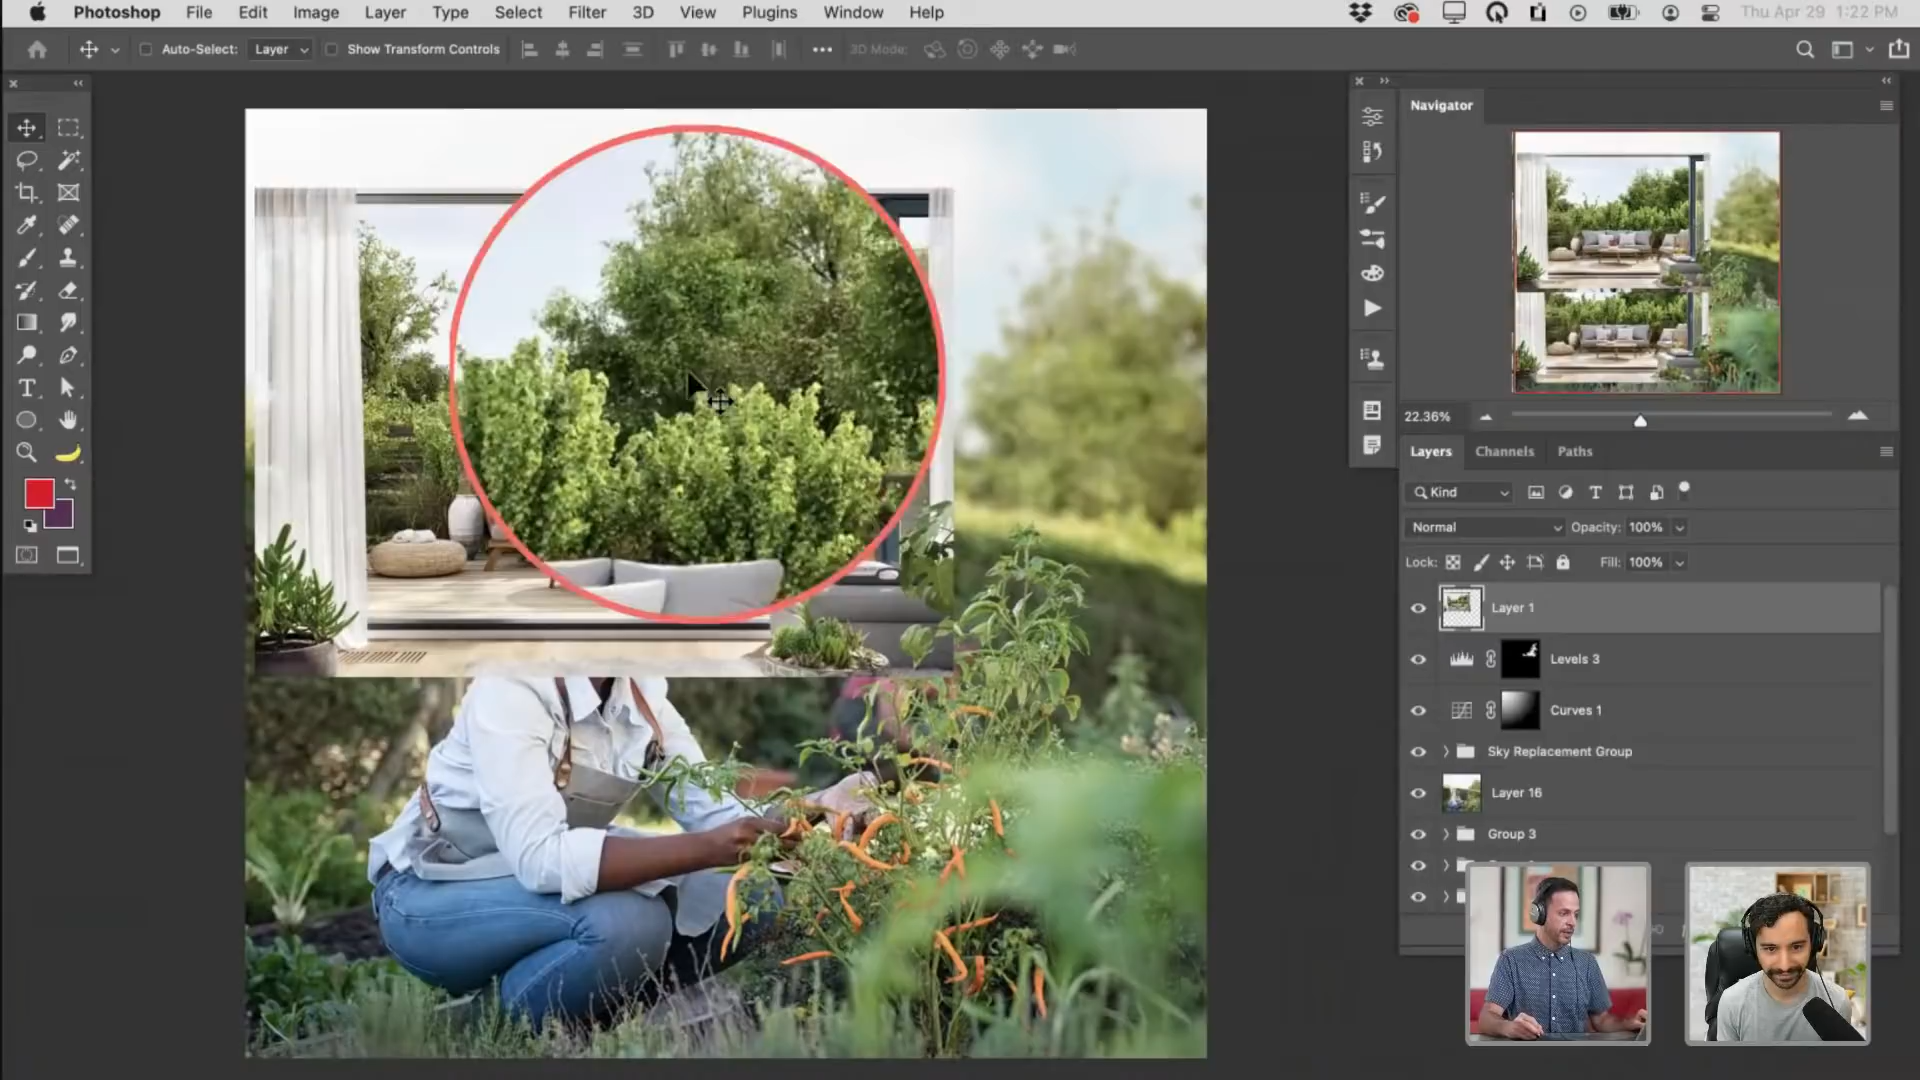 Photoshop File Edit Image Layer Type Select Filter 3D View Plugins Window Help Thu Apr 29 1:22 PM
Auto-Select: Layer Show Transform Controls 3D Mode:
Navigator
22.36%
Layers Channels Paths
Kind
Normal Opacity: 100%
Lock: Fill: 100%
Layer 1
Levels 3
Curves 1
Sky Replacement Group
Layer 16
Group 3